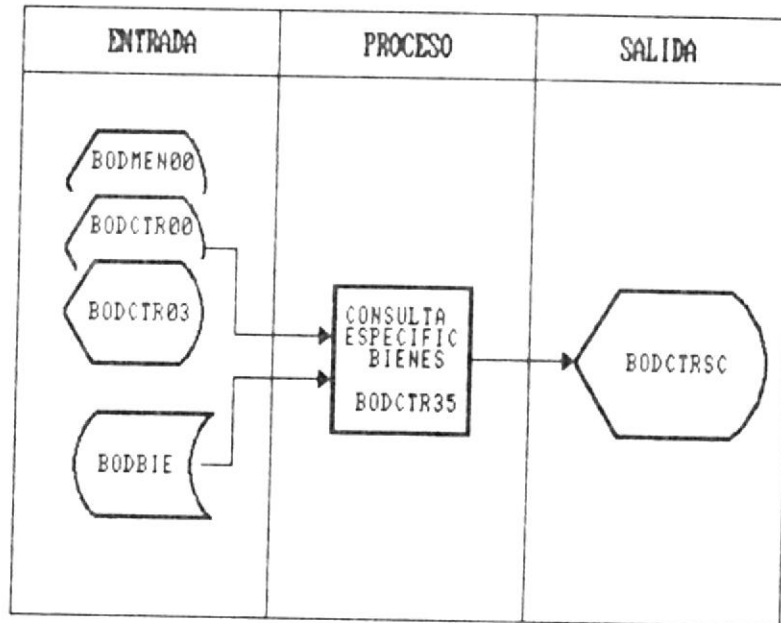 ENTRADA
PROCESO
SALIDA
BODMEN00
BODCTR00
BODCTR03
BODBIE
CONSULTA
ESPECIFIC
BIENES
BODCTR35
BODCTRSC